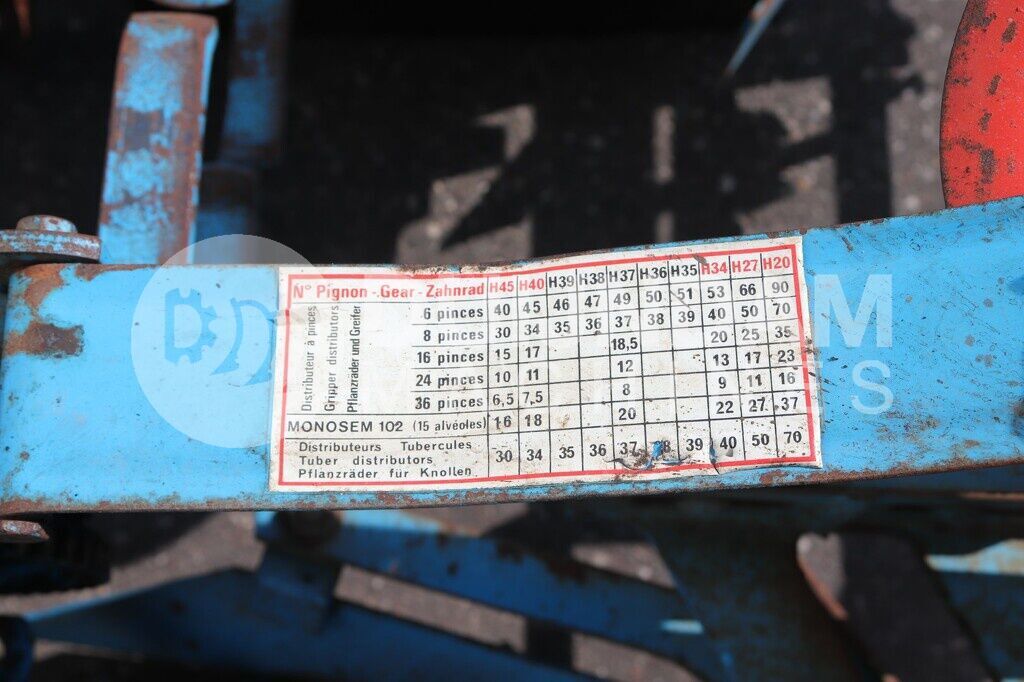 N° Pignon - Gear - Zahnrad H45 H40 H39 H38 H37 H36 H35 H34 H27 H20
Distributeur à pinces
Gripper distributors
Pflanzräder und Greifer
6 pinces 40 45 46 47 49 50 51 53 66 90
8 pinces 30 34 35 36 37 38 39 40 50 70
16 pinces 15 17 18,5 20 25 35
24 pinces 10 11 12 13 17 23
36 pinces 6,5 7,5 8 9 11 16
MONOSEM 102 (15 alvéoles) 16 18 20 22 27 37
Distributeurs Tubercules
Tuber distributors
Pflanzräder für Knollen
30 34 35 36 37 38 39 40 50 70